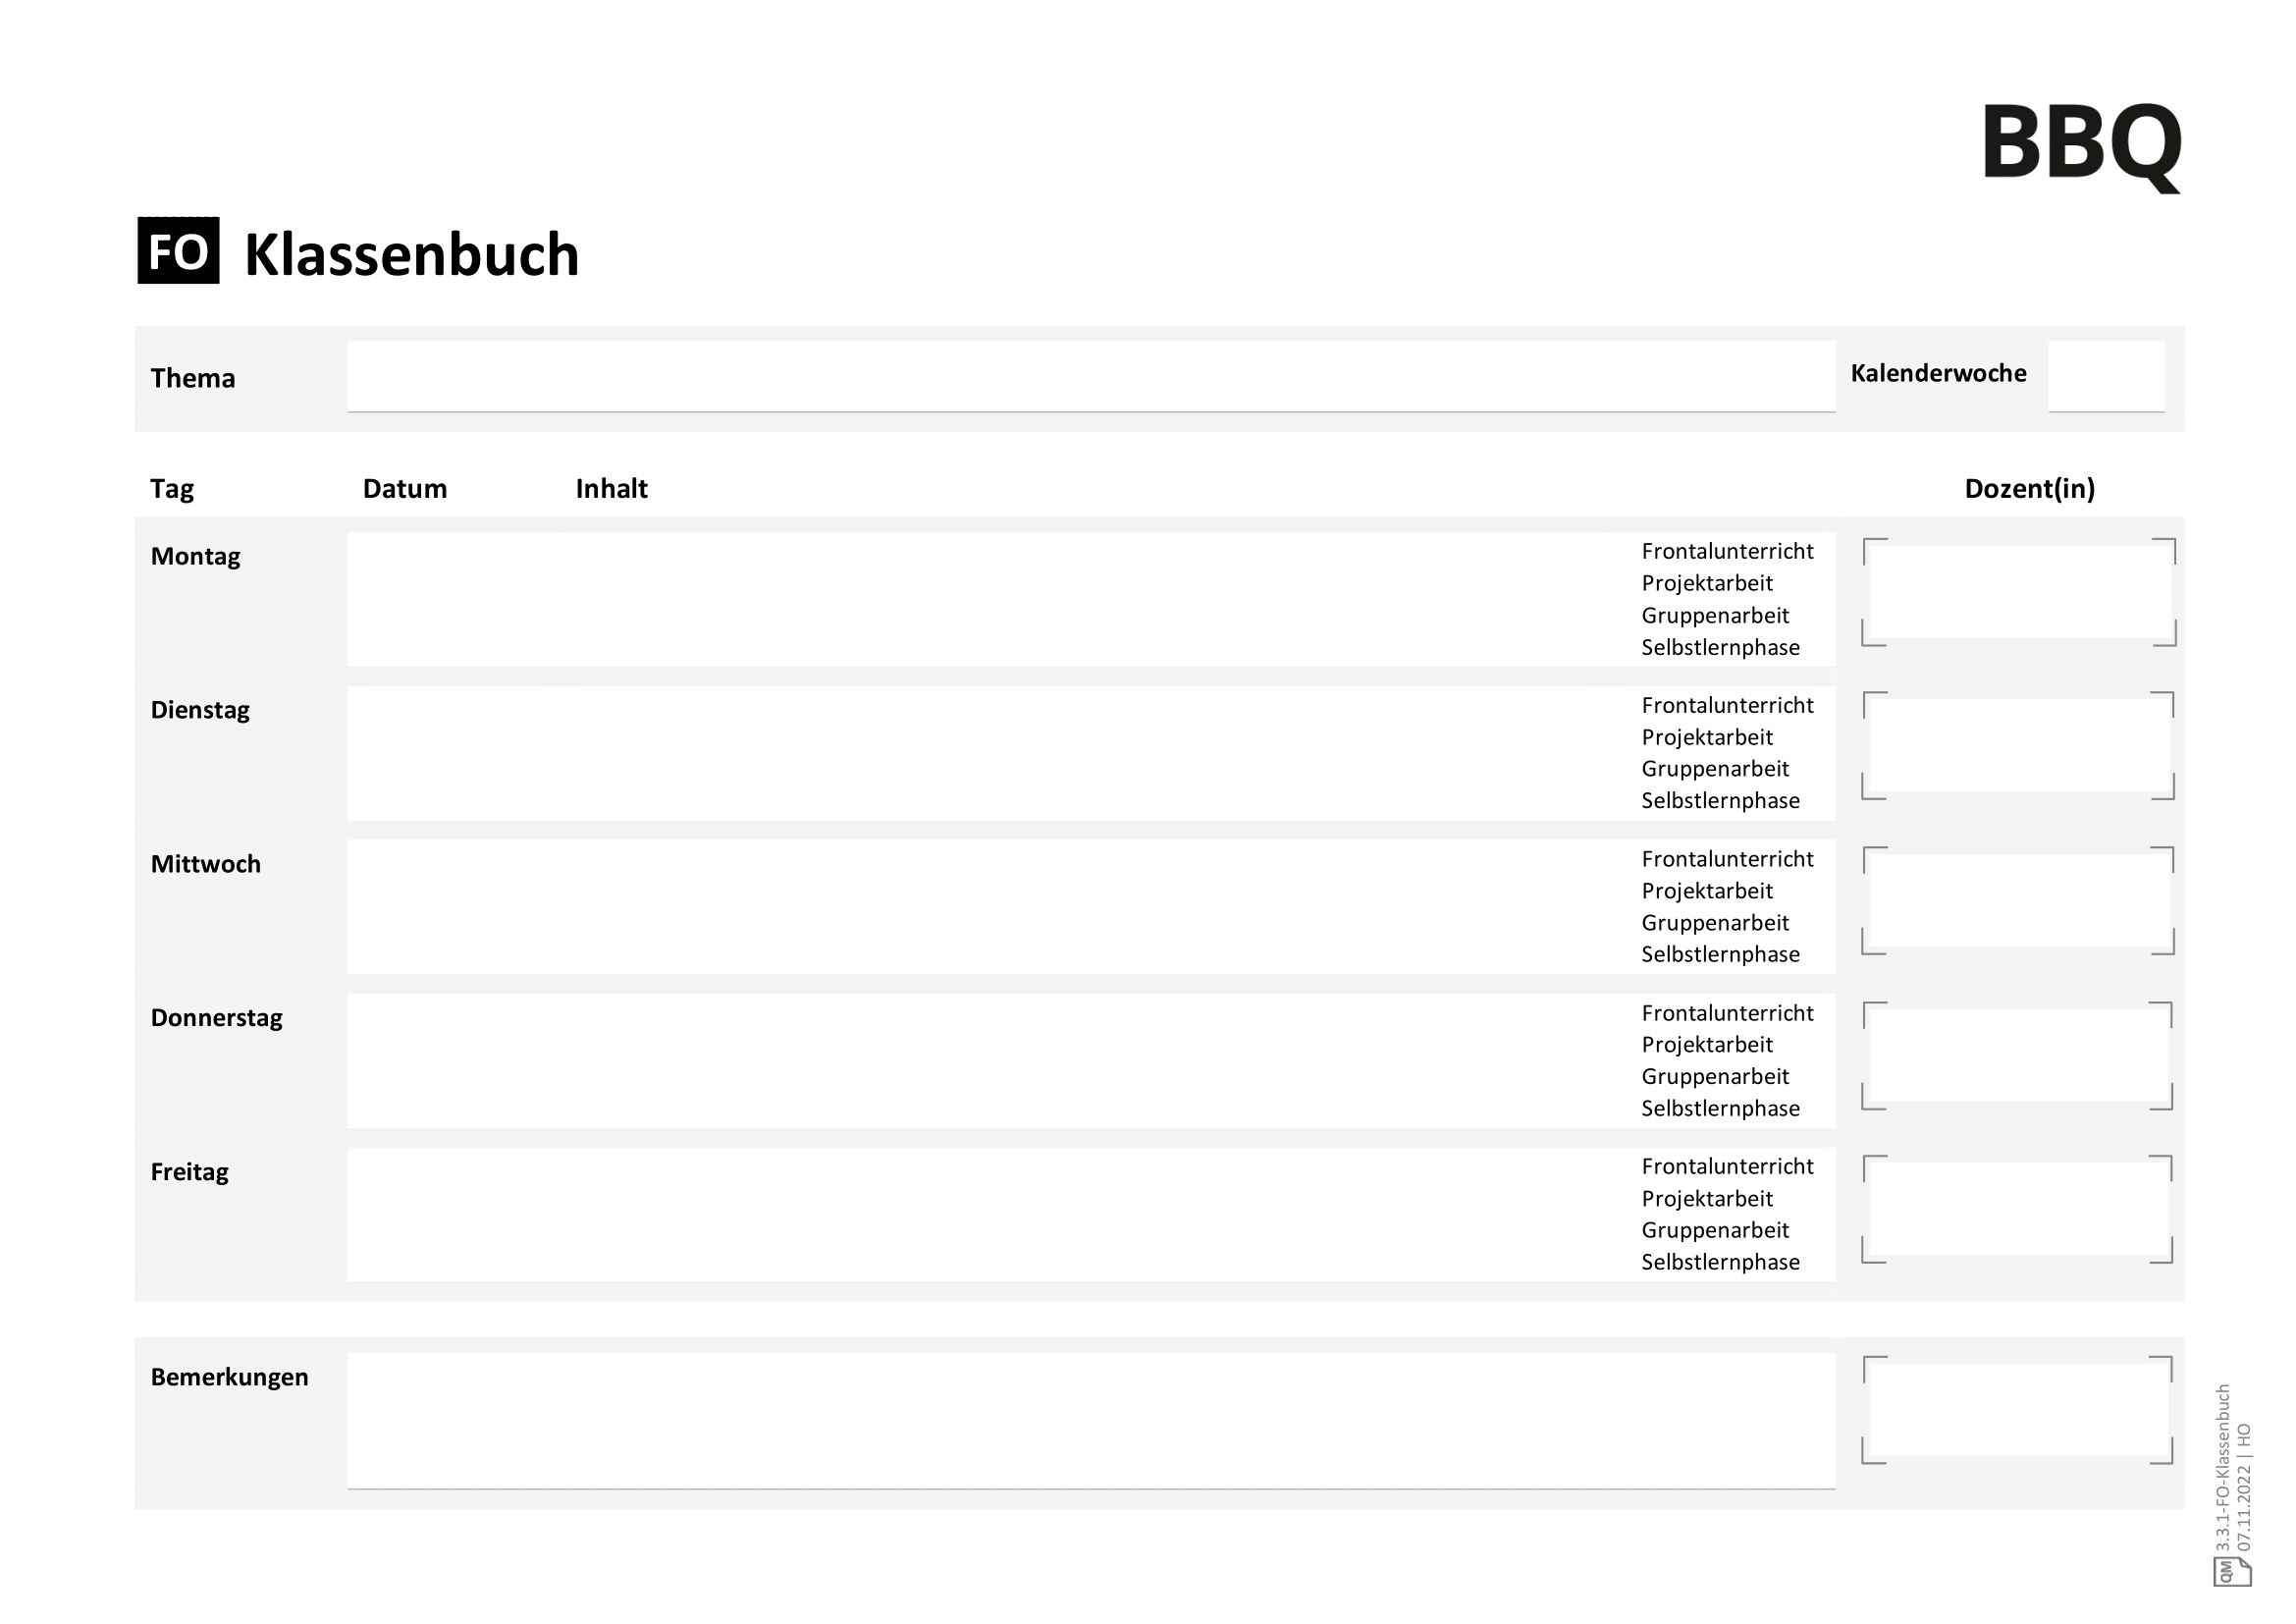 BBQ
FO Klassenbuch
Thema Kalenderwoche
Tag Datum Inhalt Dozent(in)
Montag Frontalunterricht
Projektarbeit
Gruppenarbeit
Selbstlernphase
Dienstag Frontalunterricht
Projektarbeit
Gruppenarbeit
Selbstlernphase
Mittwoch Frontalunterricht
Projektarbeit
Gruppenarbeit
Selbstlernphase
Donnerstag Frontalunterricht
Projektarbeit
Gruppenarbeit
Selbstlernphase
Freitag Frontalunterricht
Projektarbeit
Gruppenarbeit
Selbstlernphase
Bemerkungen
QM
3.3.1-FO-Klassenbuch
07.11.2022 | HO